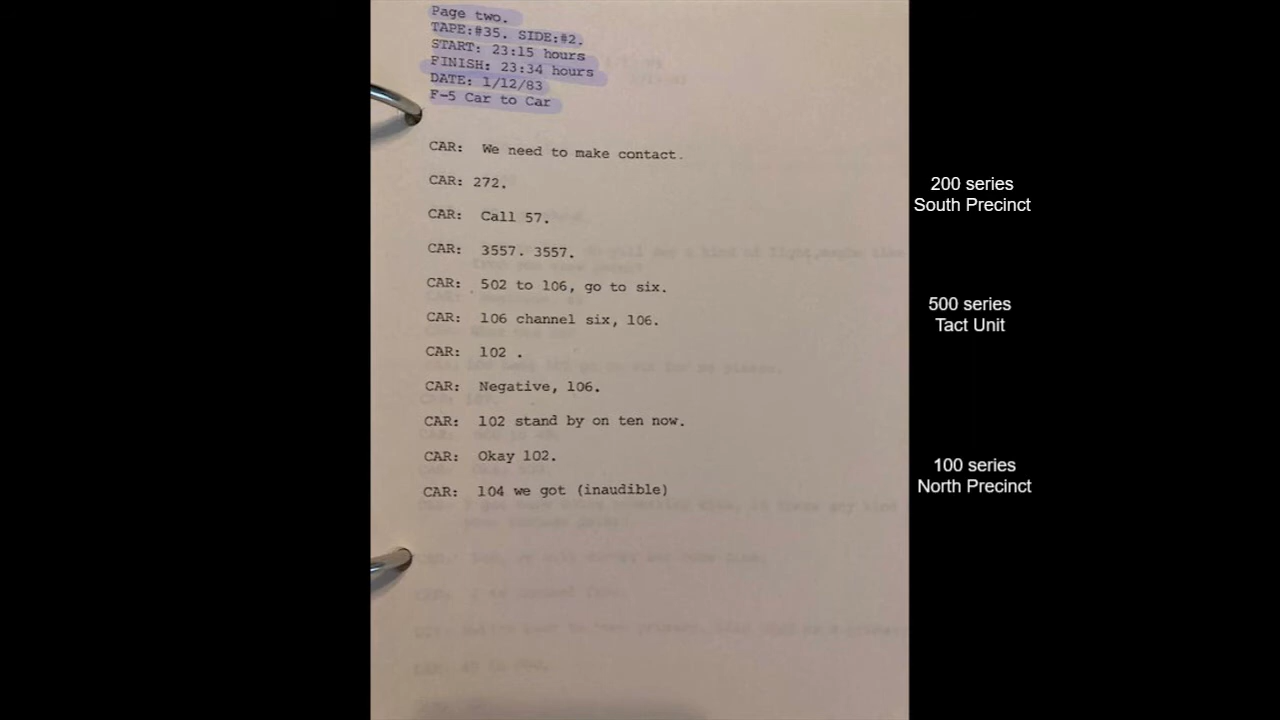 Page two.
TAPE:#35. SIDE:#2.
START: 23:15 hours
FINISH: 23:34 hours
DATE: 1/12/83
F-5 Car to Car
CAR: We need to make contact.
CAR: 272.
CAR: Call 57.
CAR: 3557. 3557.
CAR: 502 to 106, go to six.
CAR: 106 channel six, 106.
CAR: 102 .
CAR: Negative, 106.
CAR: 102 stand by on ten now.
CAR: Okay 102.
CAR: 104 we got (inaudible)
200 series
South Precinct
500 series
Tact Unit
100 series
North Precinct